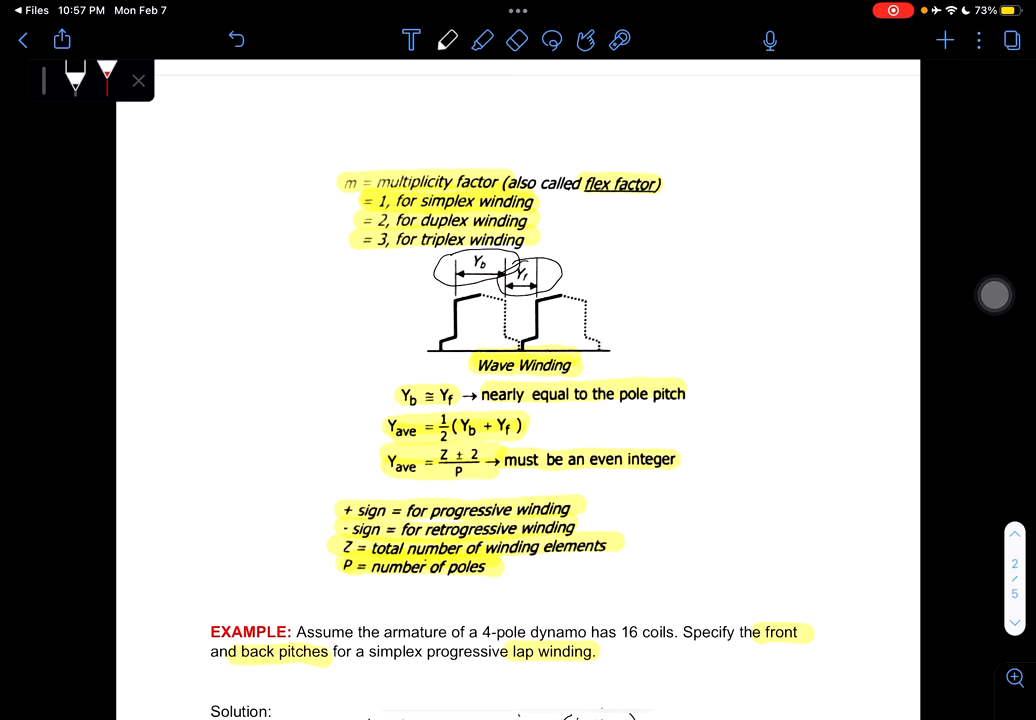 Files 10:57 PM Mon Feb 7
73%
m = multiplicity factor (also called flex factor)
= 1, for simplex winding
= 2, for duplex winding
= 3, for triplex winding
Yb
Yf
Wave Winding
Yb ≅ Yf → nearly equal to the pole pitch
Yave = 1/2 (Yb + Yf )
Yave = Z ± 2 / P → must be an even integer
+ sign = for progressive winding
- sign = for retrogressive winding
Z = total number of winding elements
P = number of poles
2 / 5
EXAMPLE: Assume the armature of a 4-pole dynamo has 16 coils. Specify the front
and back pitches for a simplex progressive lap winding.
Solution: